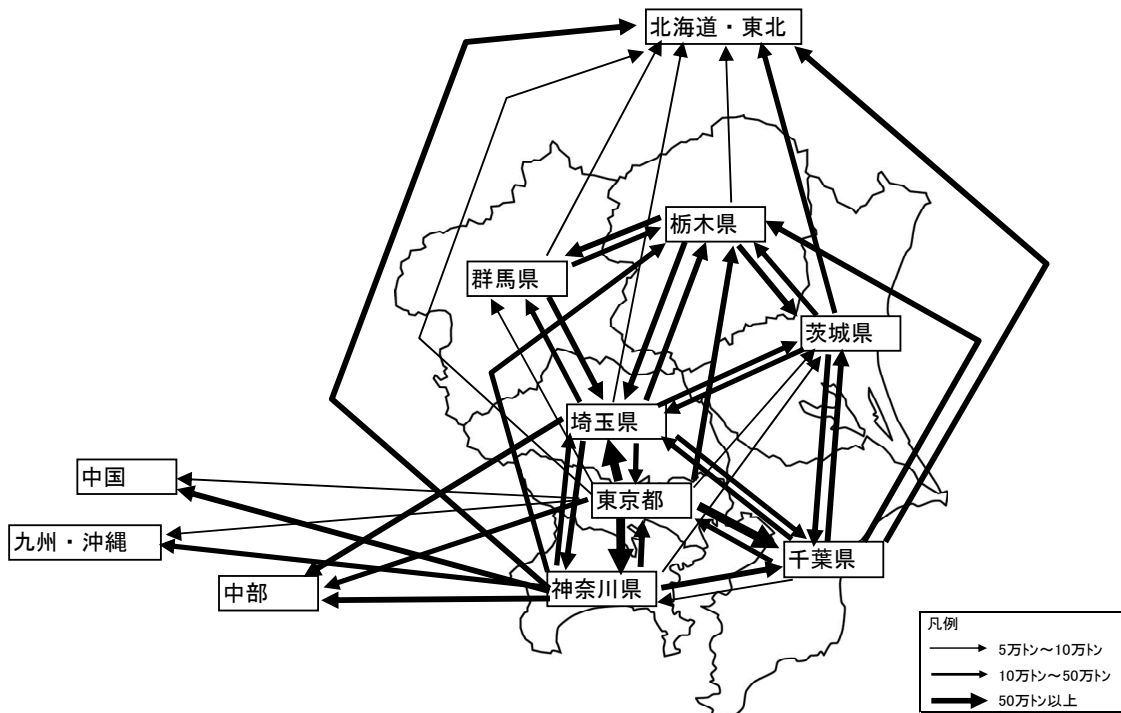 北海道・東北
栃木県
群馬県
茨城県
埼玉県
中国
東京都
九州・沖縄
千葉県
中部
神奈川県
凡例
5万トン～10万トン
10万トン～50万トン
50万トン以上